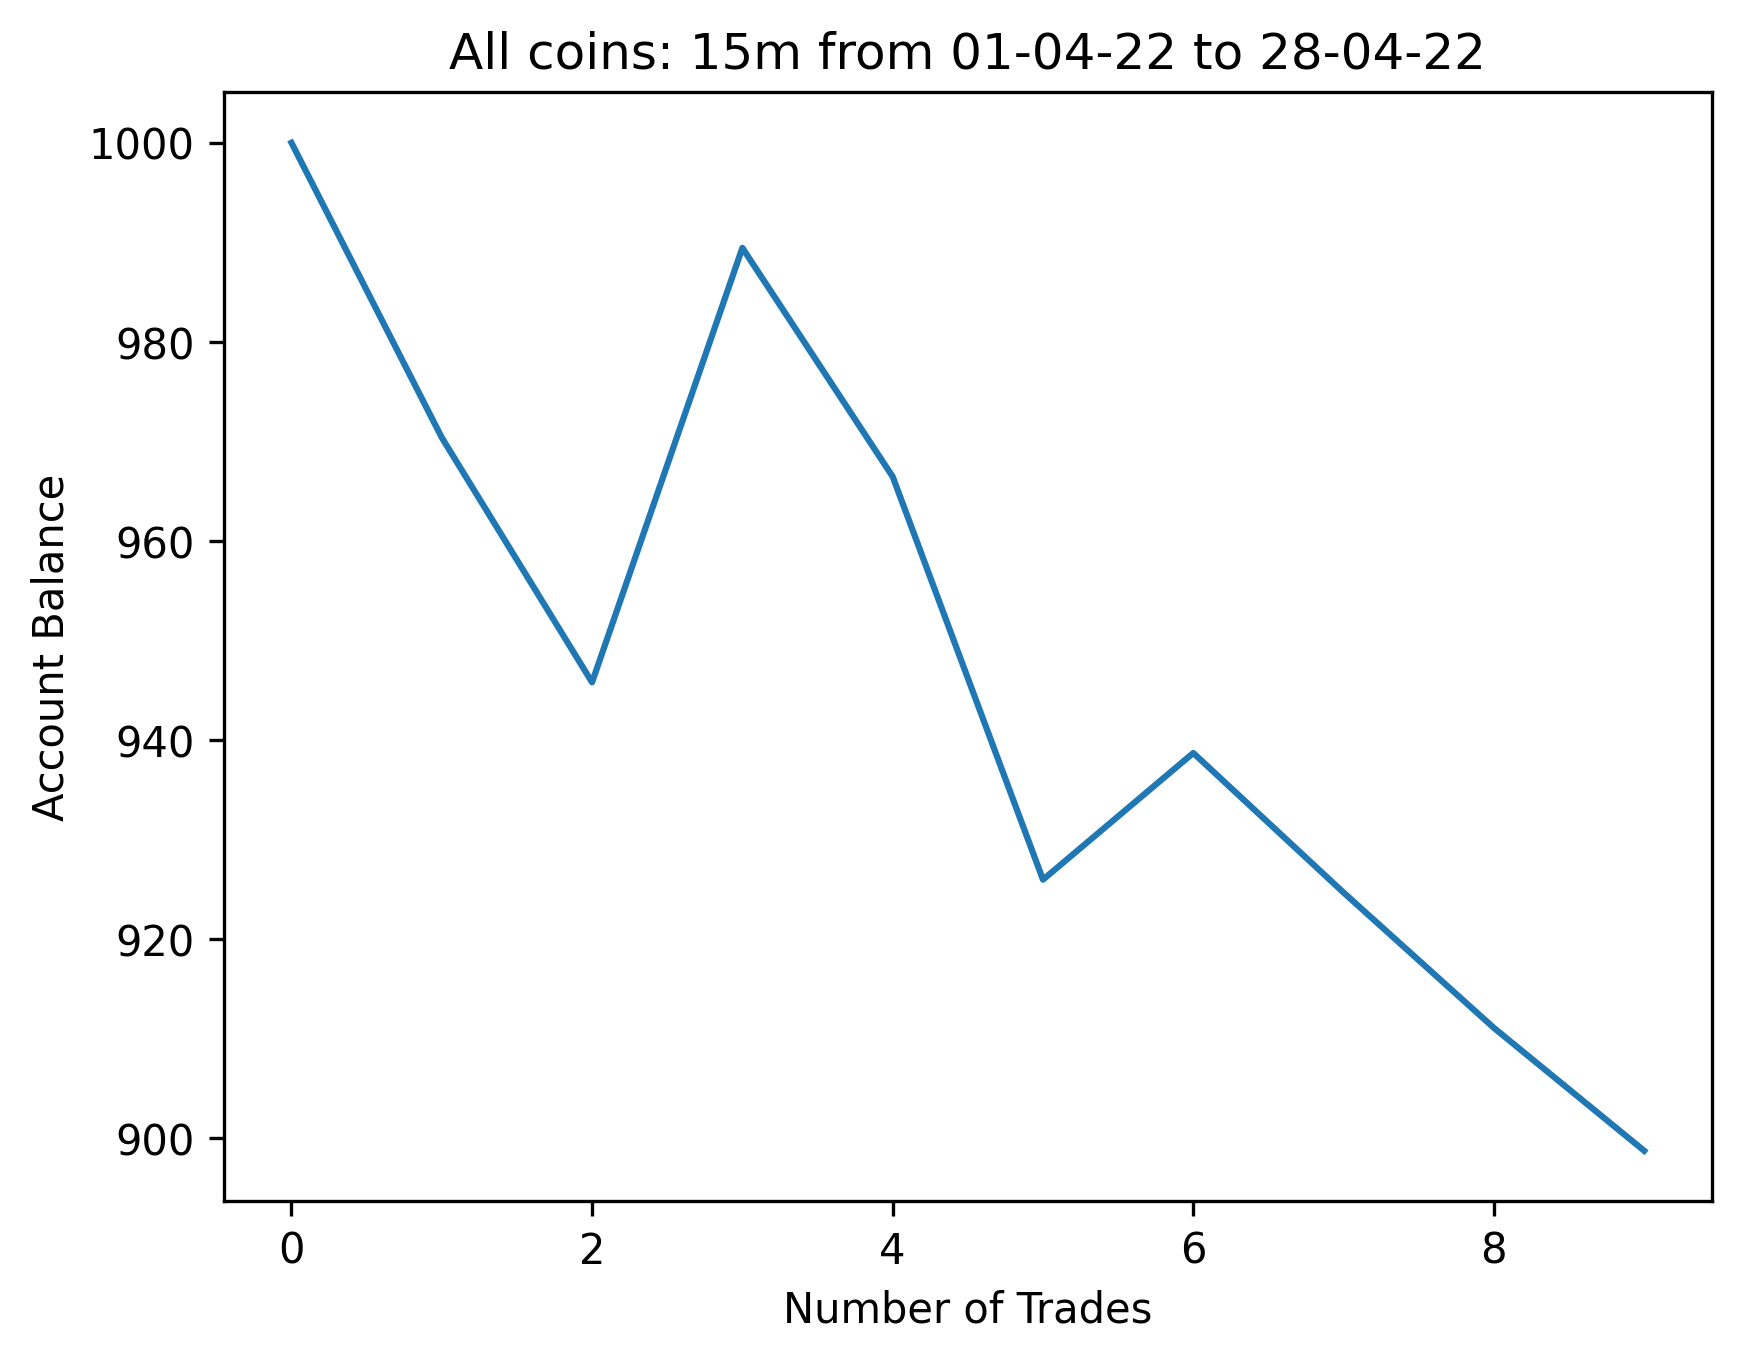 All coins: 15m from 01-04-22 to 28-04-22
1000
980
960
940
920
900
Account Balance
0 2 4 6 8
Number of Trades